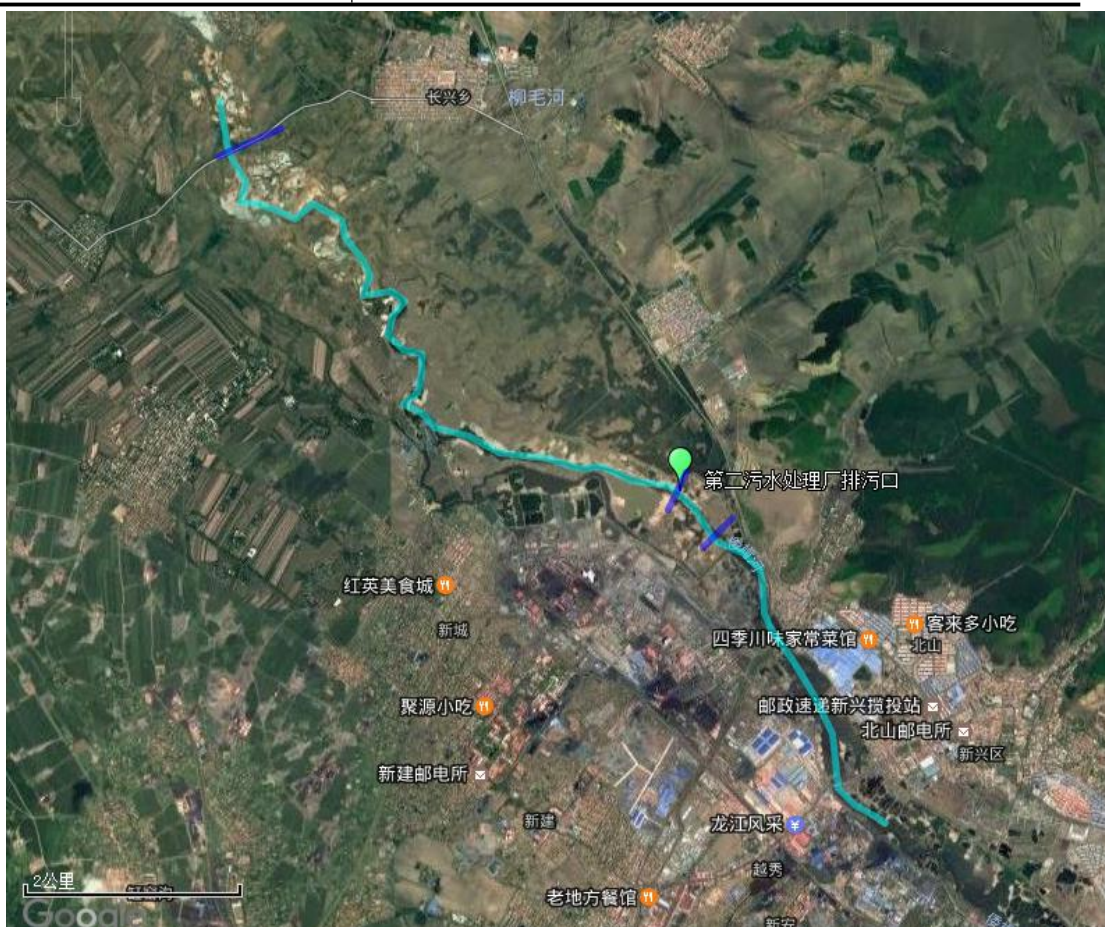 长兴乡
柳毛河
第二污水处理厂排污口
红英美食城
新城
四季川味家常菜馆
客来多小吃
北山
聚源小吃
邮政速递新兴揽投站
北山邮电所
新兴区
新建邮电所
新建
龙江风采
越秀
2公里
老地方餐馆
新安
Google